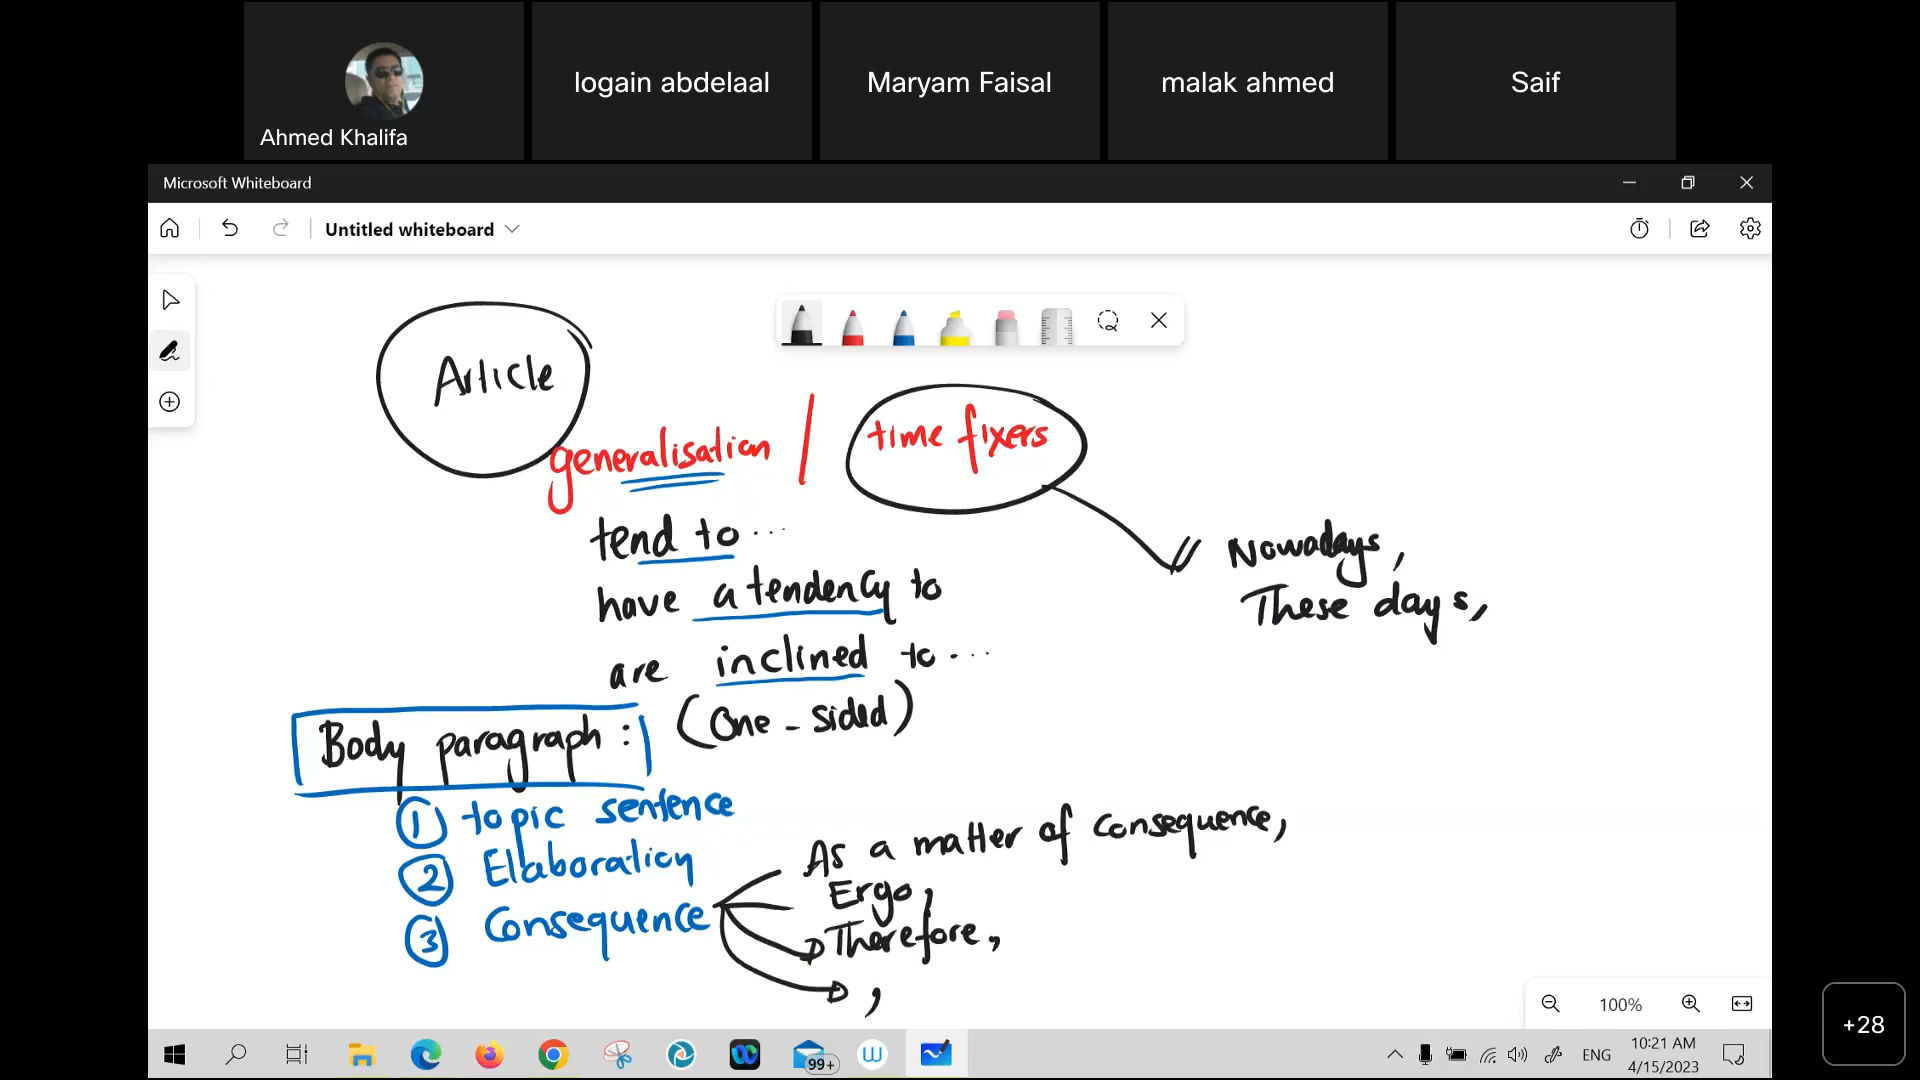 logain abdelaal
Maryam Faisal
malak ahmed
Saif
Ahmed Khalifa
Microsoft Whiteboard
Untitled whiteboard
Article
generalisation / time fixers
tend to ...
have a tendency to
are inclined to ...
(One - sided)
Nowadays,
These days,
Body paragraph :
1 topic sentence
2 Elaboration
3 Consequence
As a matter of consequence,
Ergo,
Therefore,
,
100%
+28
99+
ENG
10:21 AM
4/15/2023